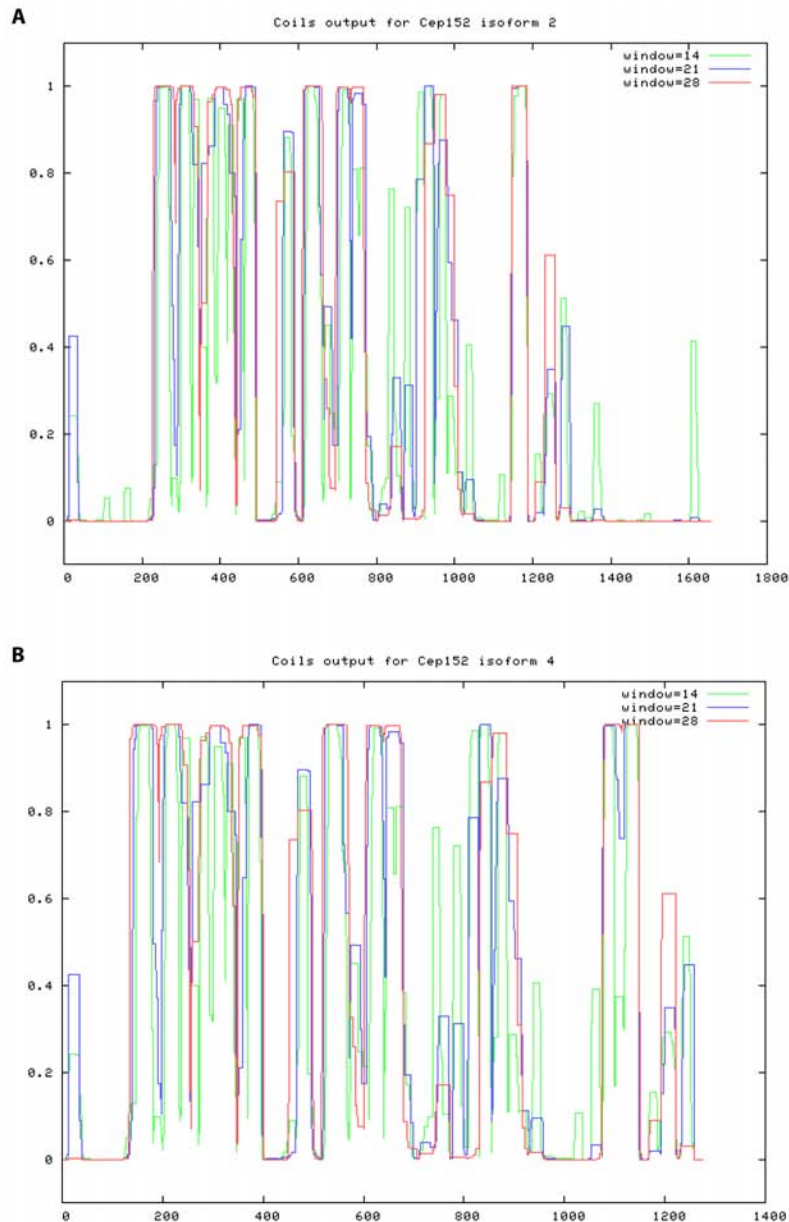 A
Coils output for Cep152 isoform 2
window=14
window=21
window=28
1
0.8
0.6
0.4
0.2
0
0 200 400 600 800 1000 1200 1400 1600 1800
B
Coils output for Cep152 isoform 4
window=14
window=21
window=28
1
0.8
0.6
0.4
0.2
0
0 200 400 600 800 1000 1200 1400